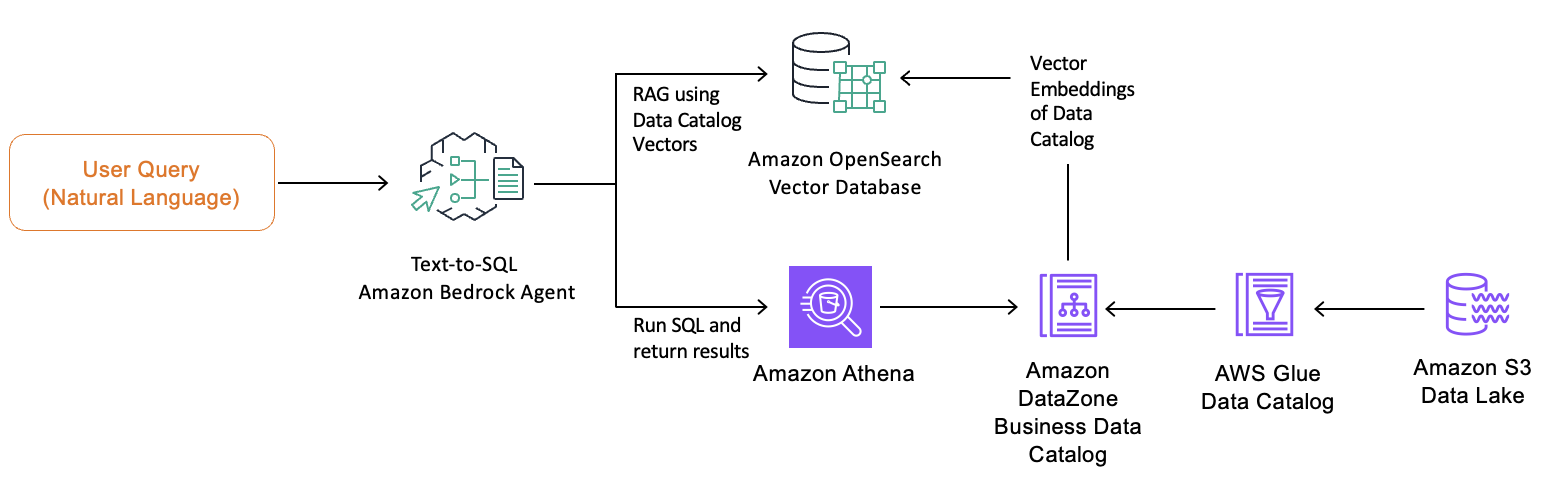 User Query
(Natural Language)
Text-to-SQL
Amazon Bedrock Agent
RAG using
Data Catalog
Vectors
Amazon OpenSearch
Vector Database
Vector
Embeddings
of Data
Catalog
Run SQL and
return results
Amazon Athena
Amazon
DataZone
Business Data
Catalog
AWS Glue
Data Catalog
Amazon S3
Data Lake